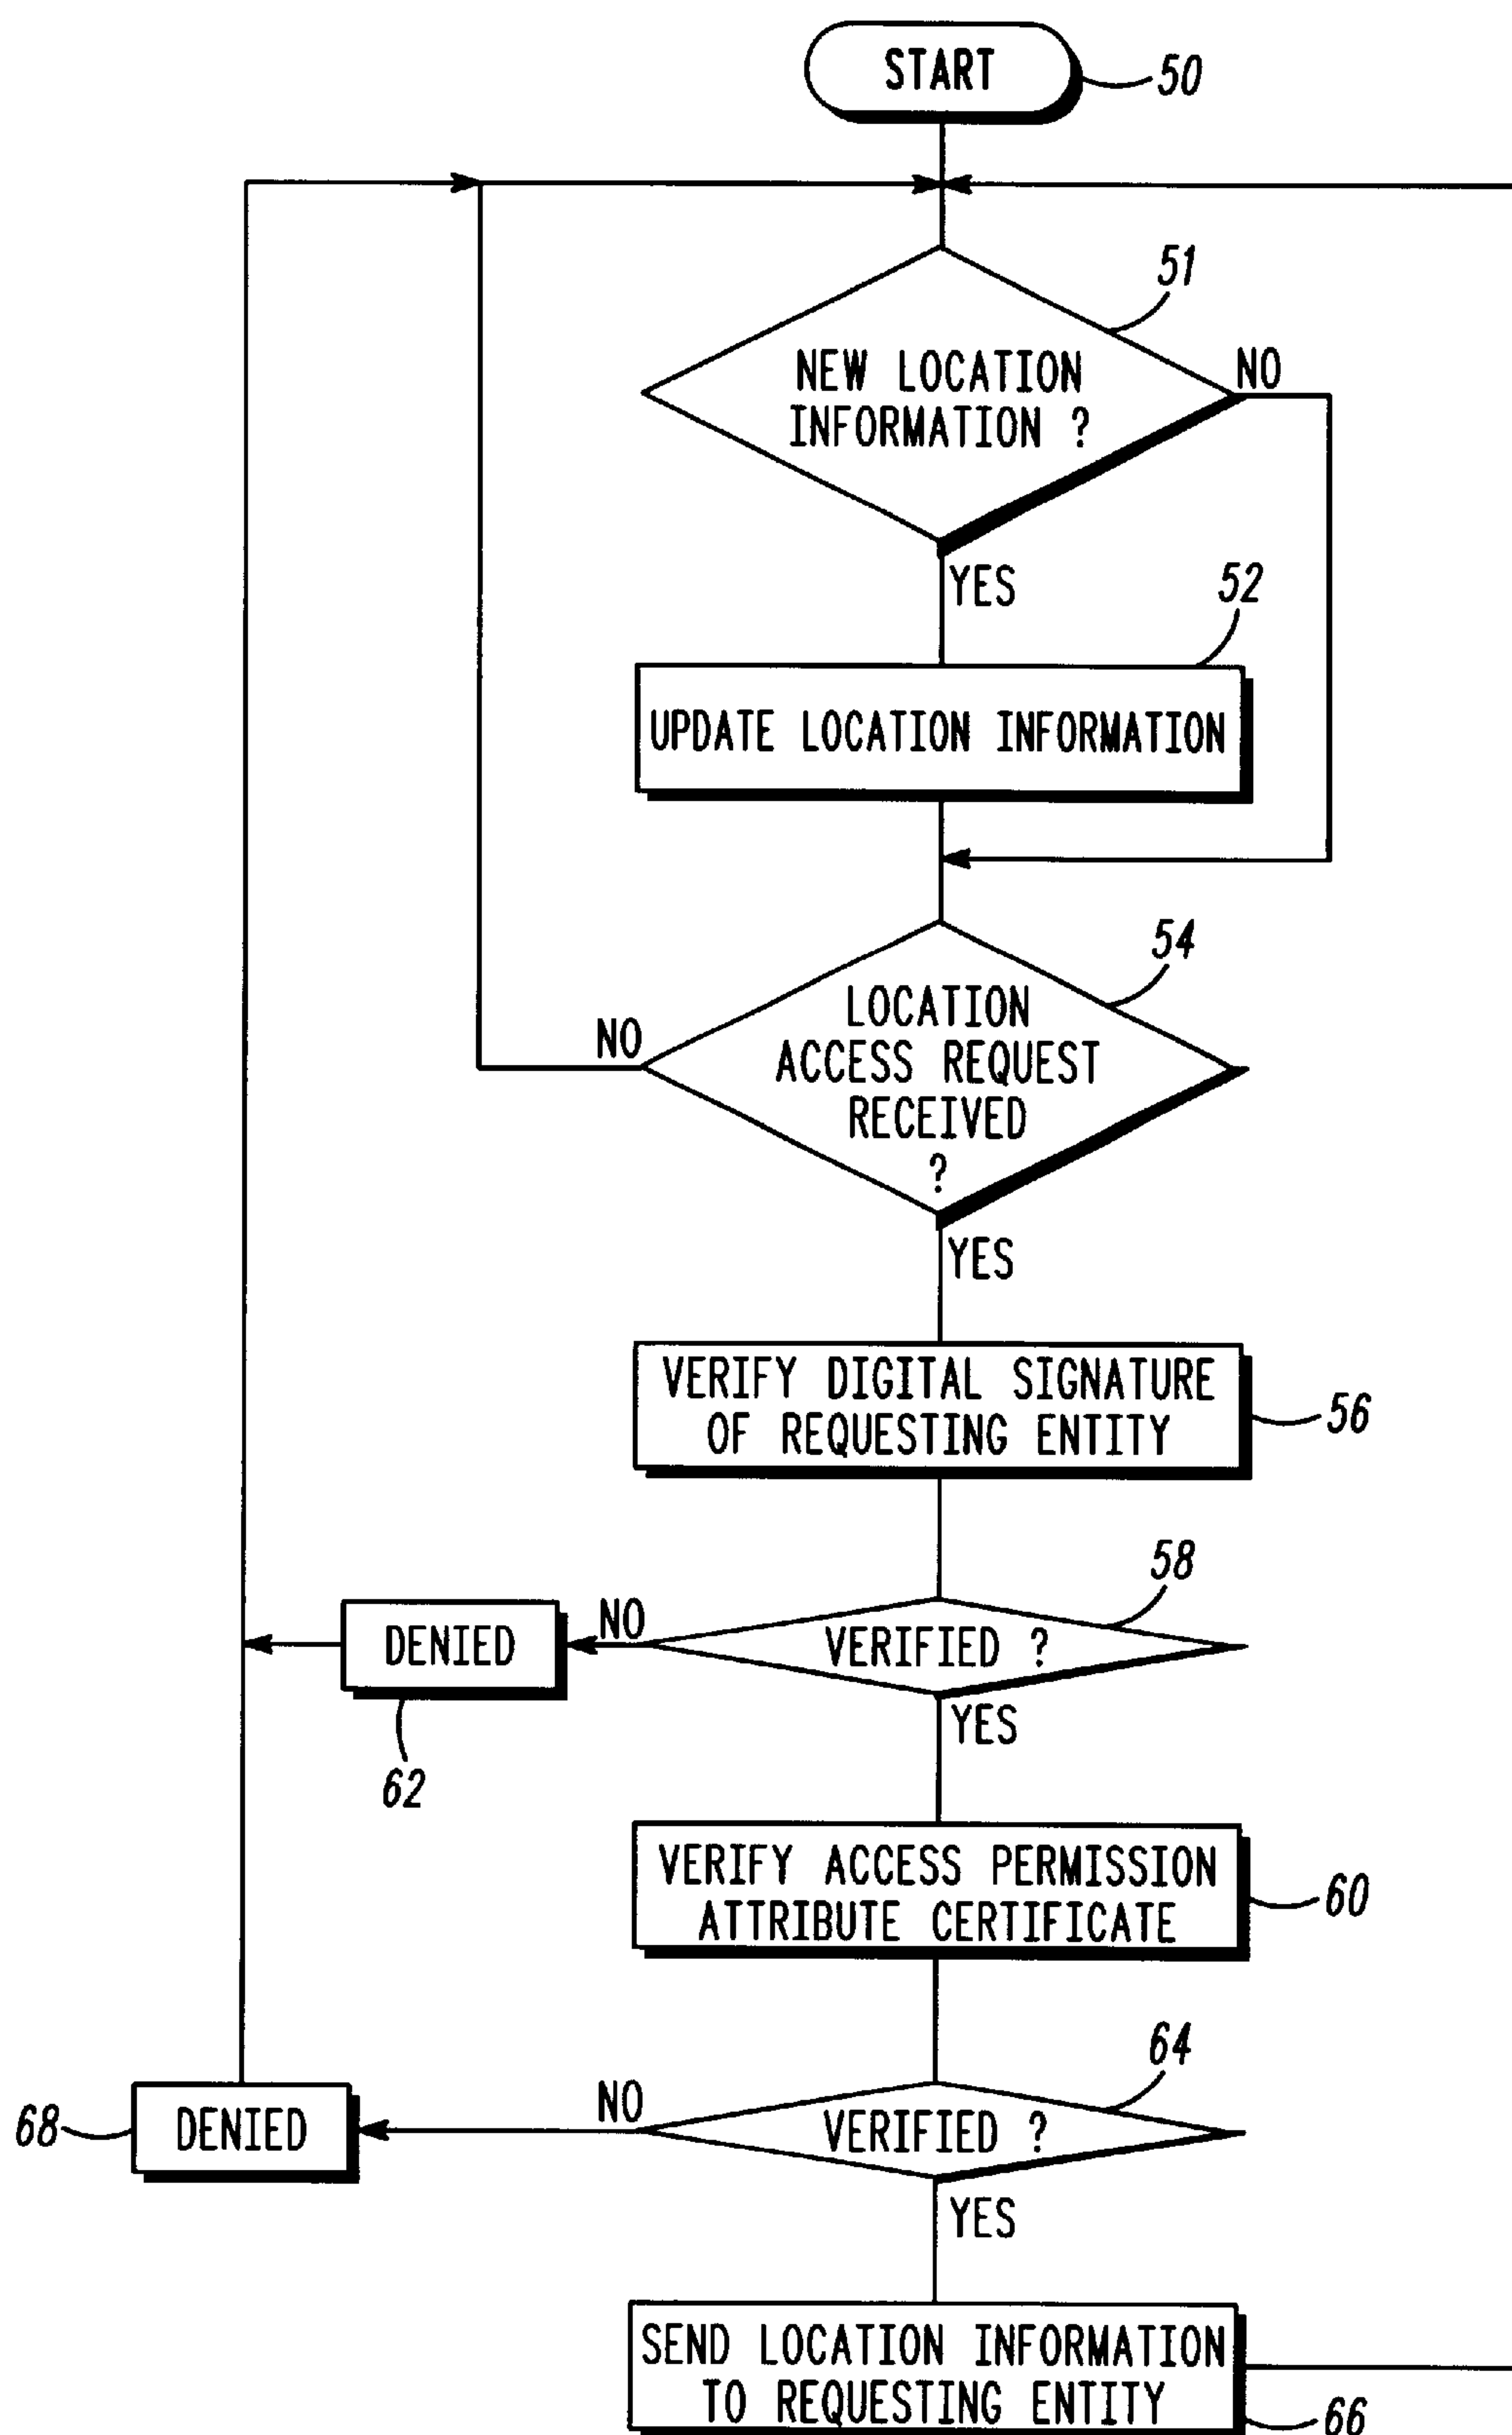 START
50
51
NEW LOCATION
INFORMATION ?
NO
YES
52
UPDATE LOCATION INFORMATION
54
LOCATION
ACCESS REQUEST
RECEIVED
?
NO
YES
VERIFY DIGITAL SIGNATURE
OF REQUESTING ENTITY
56
58
VERIFIED ?
NO
DENIED
62
YES
VERIFY ACCESS PERMISSION
ATTRIBUTE CERTIFICATE
60
64
VERIFIED ?
NO
DENIED
68
YES
SEND LOCATION INFORMATION
TO REQUESTING ENTITY
66